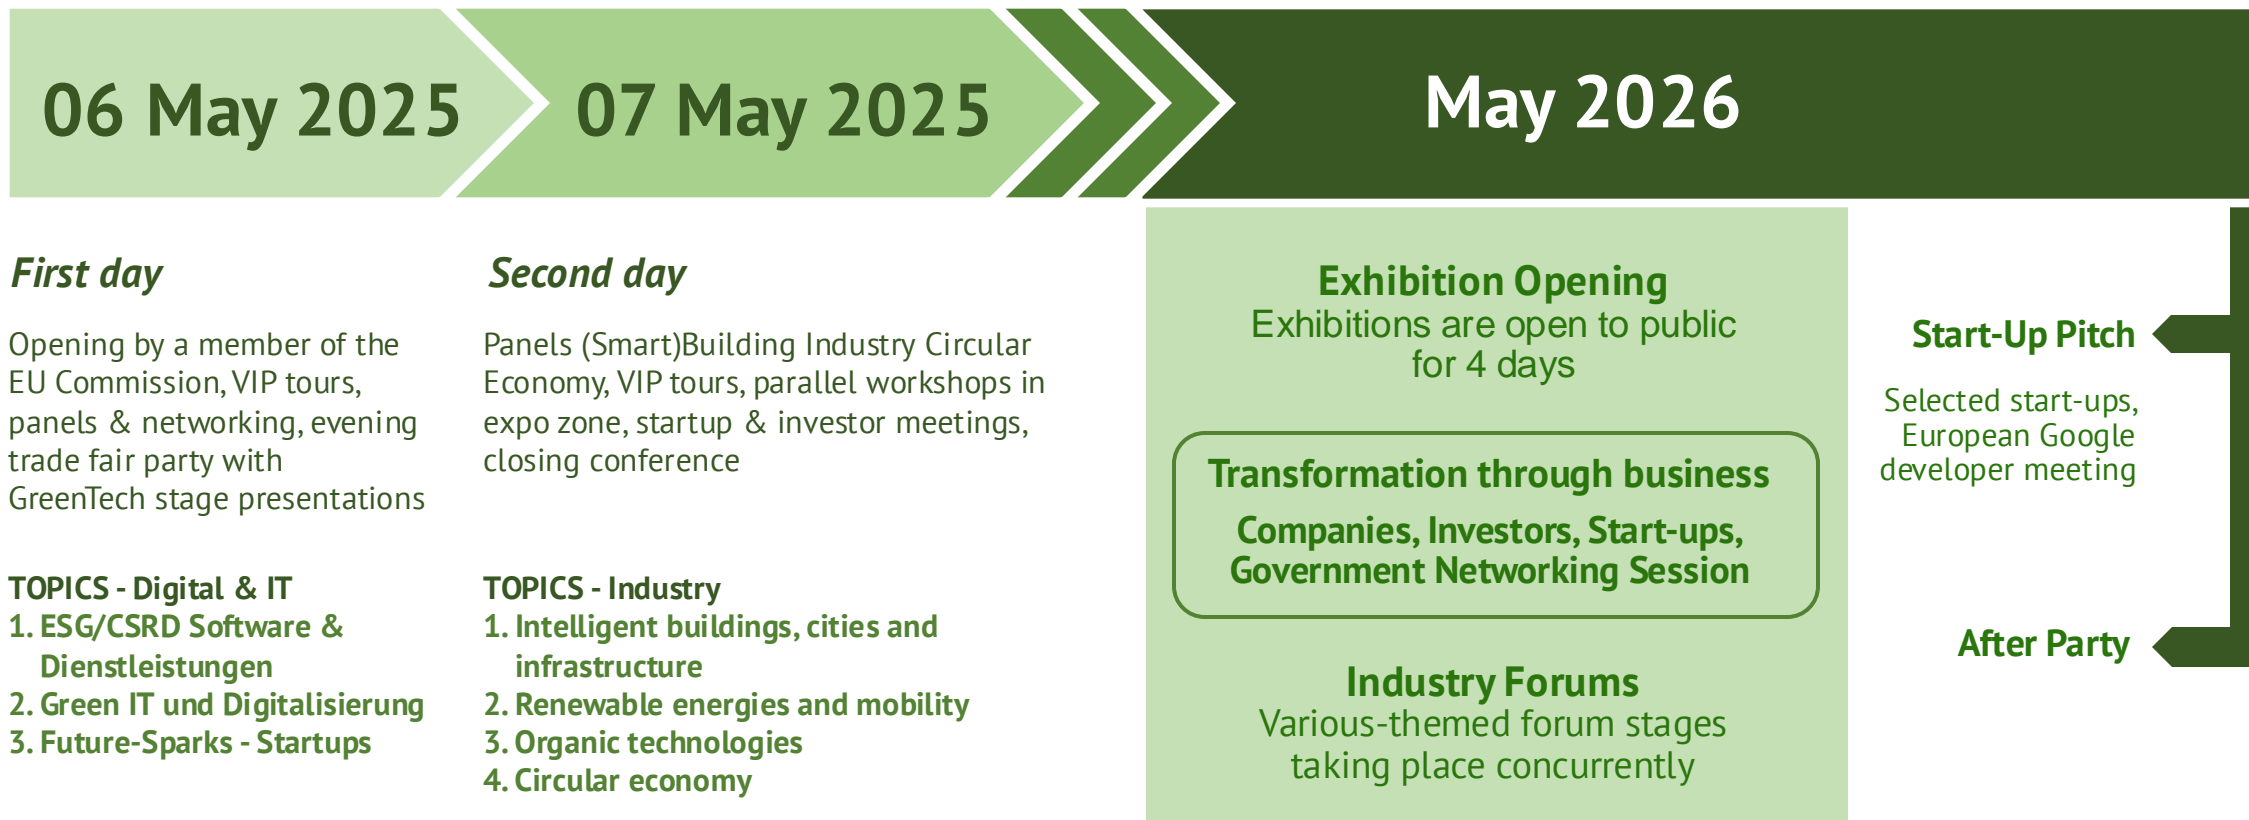 06 May 2025
07 May 2025
May 2026
First day
Opening by a member of the
EU Commission, VIP tours,
panels & networking, evening
trade fair party with
GreenTech stage presentations
TOPICS - Digital & IT
1. ESG/CSRD Software &
Dienstleistungen
2. Green IT und Digitalisierung
3. Future-Sparks - Startups
Second day
Panels (Smart)Building Industry Circular
Economy, VIP tours, parallel workshops in
expo zone, startup & investor meetings,
closing conference
TOPICS - Industry
1. Intelligent buildings, cities and
infrastructure
2. Renewable energies and mobility
3. Organic technologies
4. Circular economy
Exhibition Opening
Exhibitions are open to public
for 4 days
Transformation through business
Companies, Investors, Start-ups,
Government Networking Session
Industry Forums
Various-themed forum stages
taking place concurrently
Start-Up Pitch
Selected start-ups,
European Google
developer meeting
After Party